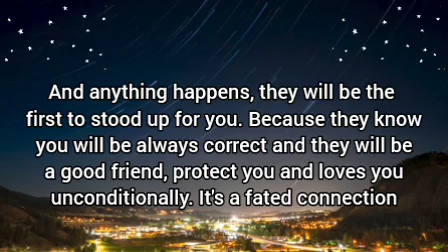 And anything happens, they will be the
first to stood up for you. Because they know
you will be always correct and they will be
a good friend, protect you and loves you
unconditionally. It's a fated connection